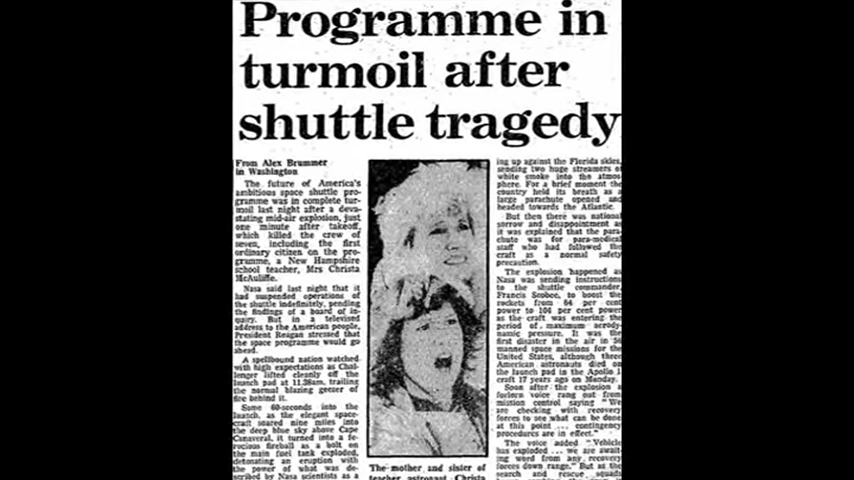 Programme in
turmoil after
shuttle tragedy
From Alex Brummer
in Washington
The future of America's
ambitious space shuttle pro-
gramme was in complete tur-
moil last night after a deva-
stating mid-air explosion, just
one minute after takeoff,
which killed the crew of
seven, including the first
ordinary citizen on the pro-
gramme, a New Hampshire
school teacher, Mrs Christa
McAuliffe.
Nasa said last night that it
had suspended operations of
the shuttle indefinitely, pending
the findings of a board of in-
quiry. But in a televised
address to the American people,
President Reagan stressed that
the space programme would go
ahead.
A spellbound nation watched
with high expectations as Chal-
lenger lifted cleanly off the
launch pad at 11.38am, trailing
the normal blazing geezer of
fire behind it.
Some 60-seconds into the
launch, as the elegant space-
craft soared nine miles into
the deep blue sky above Cape
Canaveral, it turned into a fe-
rocious fireball as a bolt on
the main fuel tank exploded,
detonating an eruption with
the power of what was de-
scribed by Nasa scientists as a
The mother and sister of
teacher astronaut Christa
ing up against the Florida skies,
sending two huge streamers of
white smoke into the atmos-
phere. For a brief moment the
country held its breath as a
large parachute opened and
headed towards the Atlantic.
But then there was national
sorrow and disappointment as
it was explained that the para-
chute was for para-medical
staff who had followed the
craft as a normal safety
precaution.
The explosion happened as
Nasa was sending instructions
to the shuttle commander,
Francis Scobee, to boost the
rockets from 64 per cent
power to 104 per cent power
as the craft was entering the
period of maximum aerody-
namic pressure. It was the
first disaster in the air in 56
manned space missions for the
United States, although three
American astronauts died on
the launch pad in the Apollo 1
craft 17 years ago on Monday.
Soon after the explosion a
forlorn voice rang out from
mission control saying "We
are checking with recovery
forces to see what can be done
at this point ... contingency
procedures are in effect."
The voice added "Vehicle
has exploded ... we are await-
ing word from any recovery
forces down range." But as the
search and rescue squads